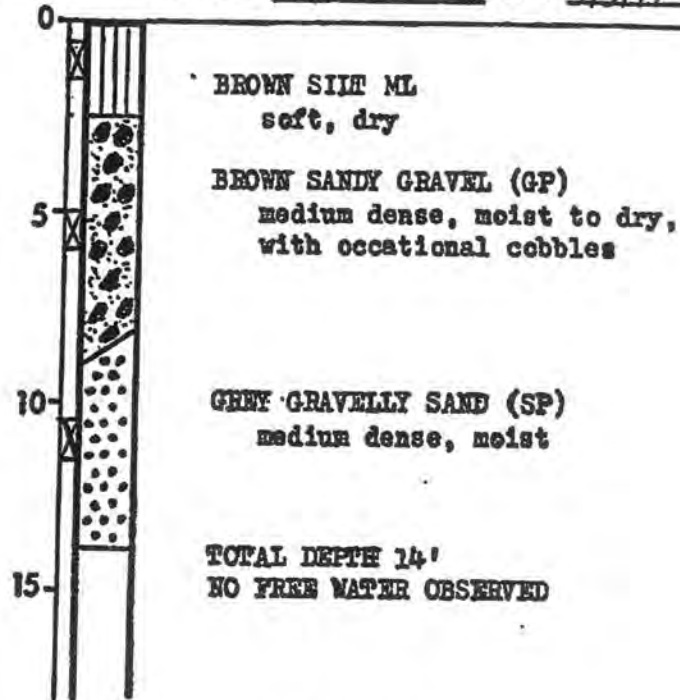 0
BROWN SILT ML
soft, dry
BROWN SANDY GRAVEL (GP)
5
medium dense, moist to dry,
with occational cobbles
10
GREY GRAVELLY SAND (SP)
medium dense, moist
TOTAL DEPTH 14'
15
NO FREE WATER OBSERVED